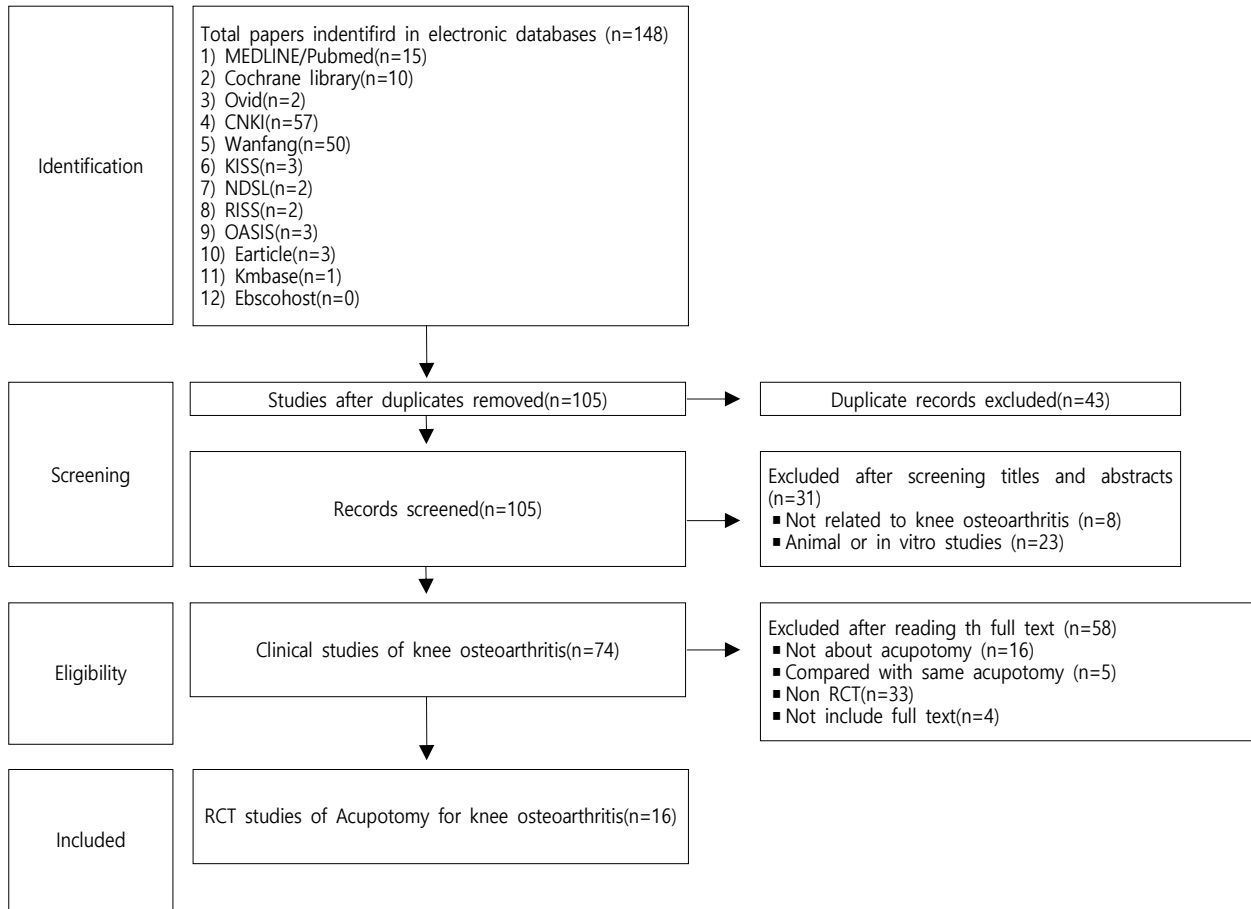 Identification
Total papers indentifird in electronic databases (n=148)
1) MEDLINE/Pubmed(n=15)
2) Cochrane library(n=10)
3) Ovid(n=2)
4) CNKI(n=57)
5) Wanfang(n=50)
6) KISS(n=3)
7) NDSL(n=2)
8) RISS(n=2)
9) OASIS(n=3)
10) Earticle(n=3)
11) Kmbase(n=1)
12) Ebscohost(n=0)
Screening
Studies after duplicates removed(n=105)
Duplicate records excluded(n=43)
Records screened(n=105)
Excluded after screening titles and abstracts
(n=31)
▪ Not related to knee osteoarthritis (n=8)
▪ Animal or in vitro studies (n=23)
Eligibility
Clinical studies of knee osteoarthritis(n=74)
Excluded after reading th full text (n=58)
▪ Not about acupotomy (n=16)
▪ Compared with same acupotomy (n=5)
▪ Non RCT(n=33)
▪ Not include full text(n=4)
Included
RCT studies of Acupotomy for knee osteoarthritis(n=16)